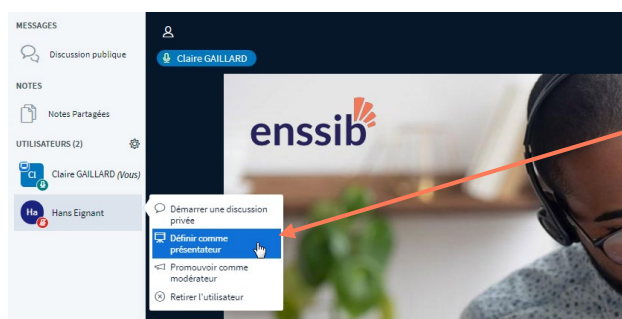 MESSAGES
Discussion publique
NOTES
Notes Partagées
UTILISATEURS (2)
CL
Claire GAILLARD (Vous)
Ha
Hans Eignant
Claire GAILLARD
enssib
Démarrer une discussion
privée
Définir comme
présentateur
Promouvoir comme
modérateur
Retirer l'utilisateur